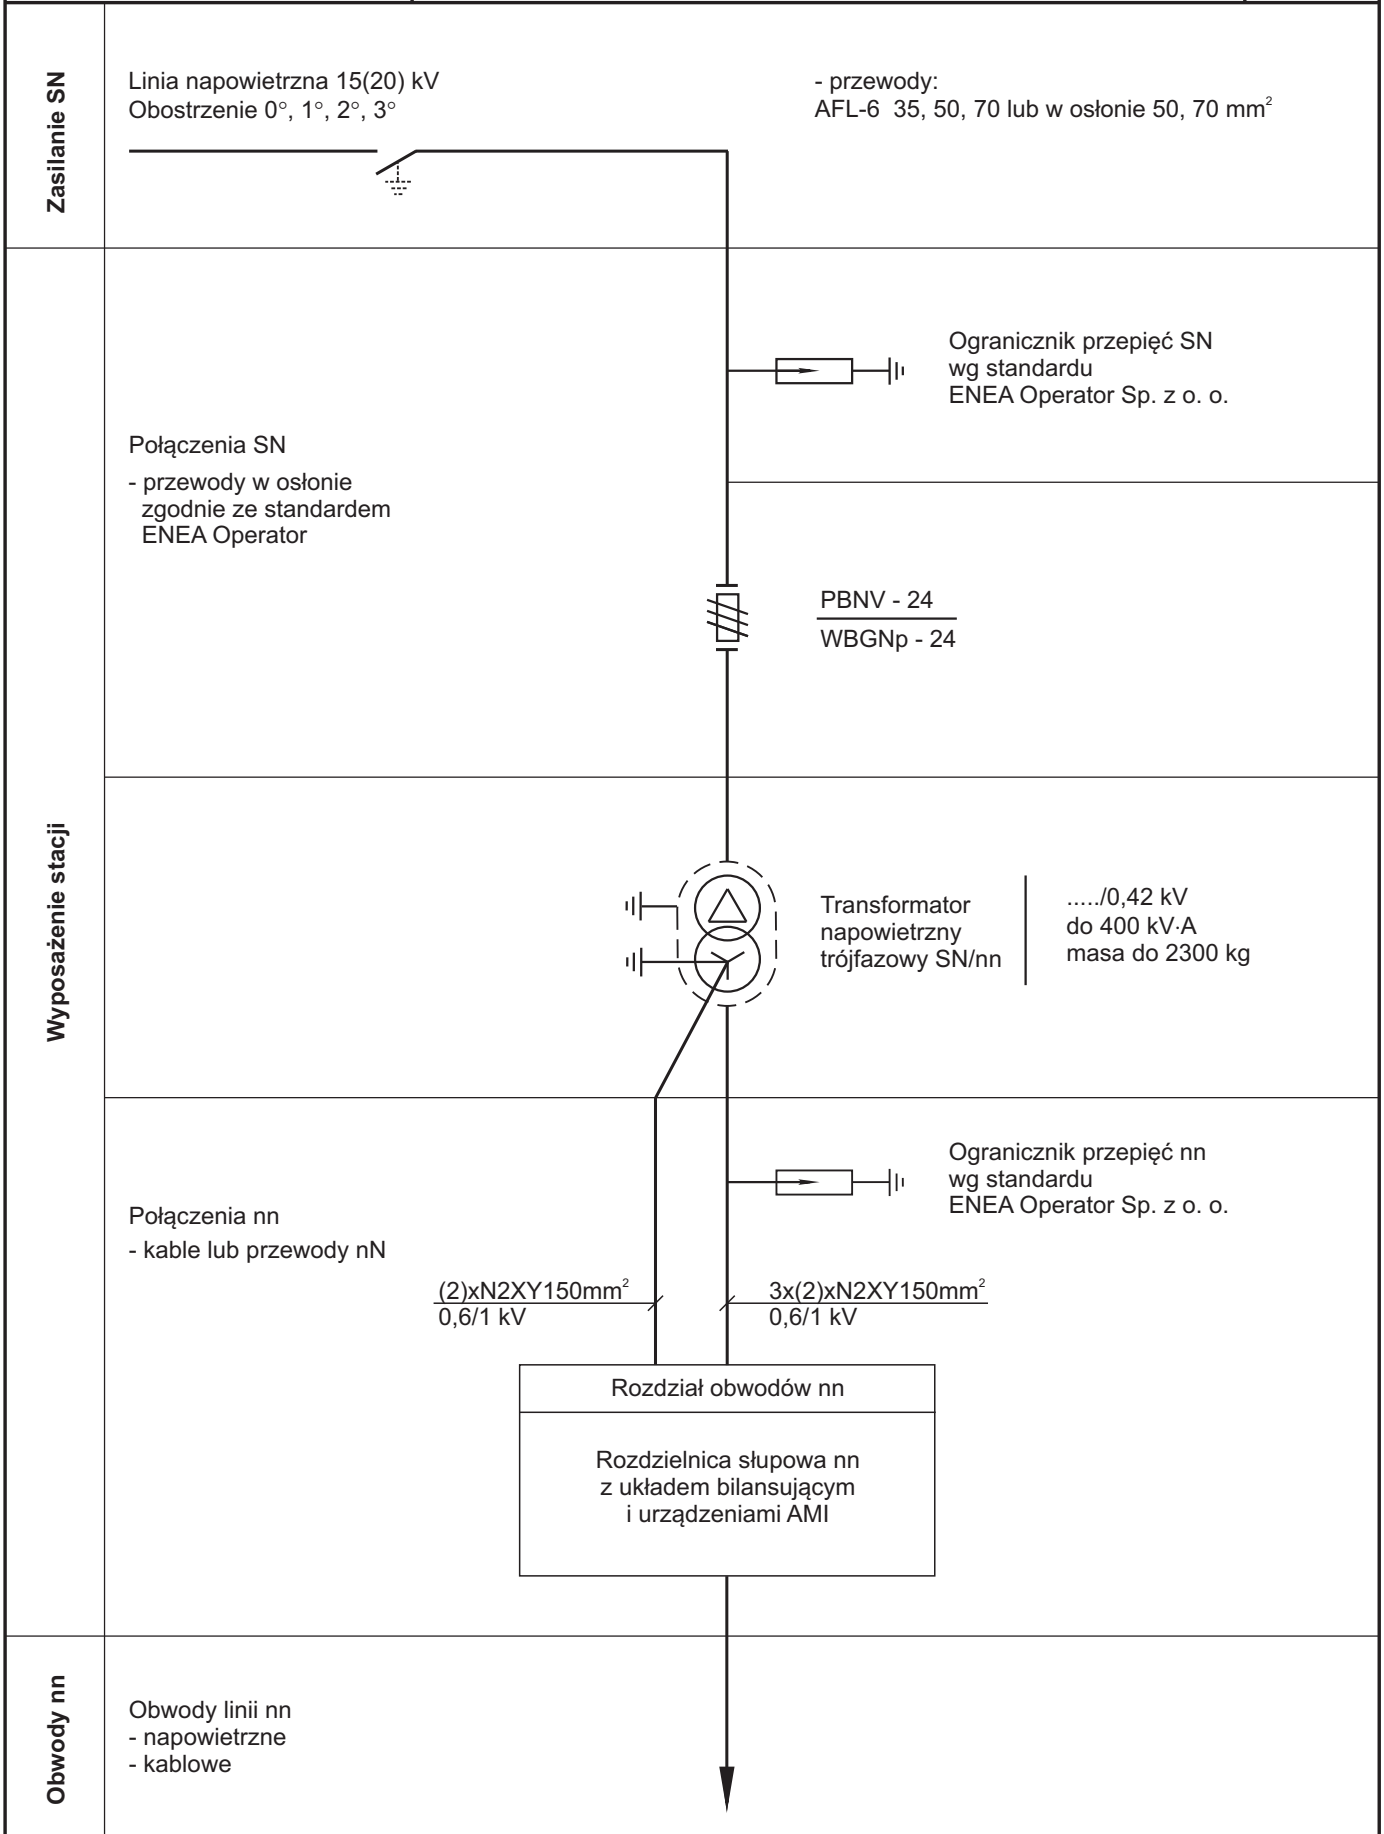 Zasilanie SN
Linia napowietrzna 15(20) kV
Obostrzenie 0°, 1°, 2°, 3°
- przewody:
AFL-6 35, 50, 70 lub w osłonie 50, 70 mm²
Wyposażenie stacji
Ogranicznik przepięć SN
wg standardu
ENEA Operator Sp. z o. o.
Połączenia SN
- przewody w osłonie
zgodnie ze standardem
ENEA Operator
PBNV - 24
WBGNp - 24
Transformator
napowietrzny
trójfazowy SN/nn
...../0,42 kV
do 400 kV·A
masa do 2300 kg
Ogranicznik przepięć nn
wg standardu
ENEA Operator Sp. z o. o.
Połączenia nn
- kable lub przewody nN
(2)xN2XY150mm²
0,6/1 kV
3x(2)xN2XY150mm²
0,6/1 kV
Rozdział obwodów nn
Rozdzielnica słupowa nn
z układem bilansującym
i urządzeniami AMI
Obwody nn
Obwody linii nn
- napowietrzne
- kablowe